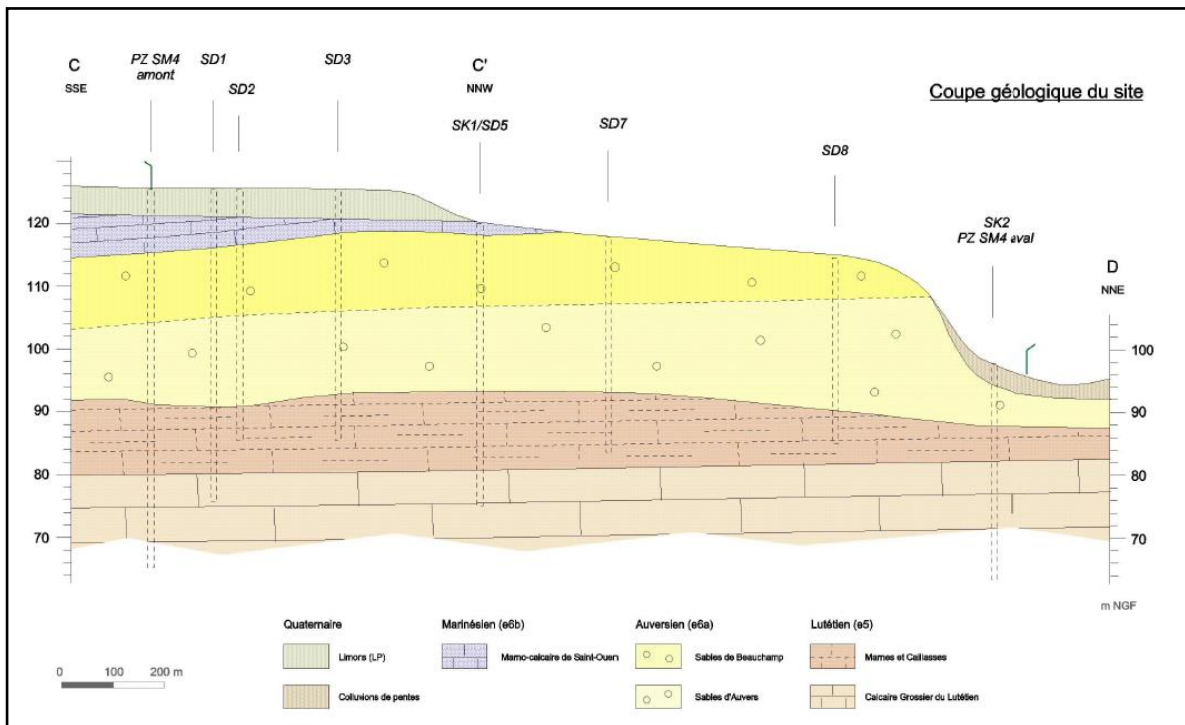 Coupe géologique du site
C
SSE
PZ SM4
amont
SD1
SD2
SD3
C'
NNW
SK1/SD5
SD7
SD8
SK2
PZ SM4 aval
D
NNE
120
110
100
90
80
70
100
90
80
70
m NGF
0 100 200 m
Quaternaire
Limons (LP)
Colluvions de pentes
Marinésien (e6b)
Marno-calcaire de Saint-Ouen
Auversien (e6a)
Sables de Beauchamp
Sables d'Auvers
Lutétien (e5)
Marnes et Caillasses
Calcaire Grossier du Lutétien